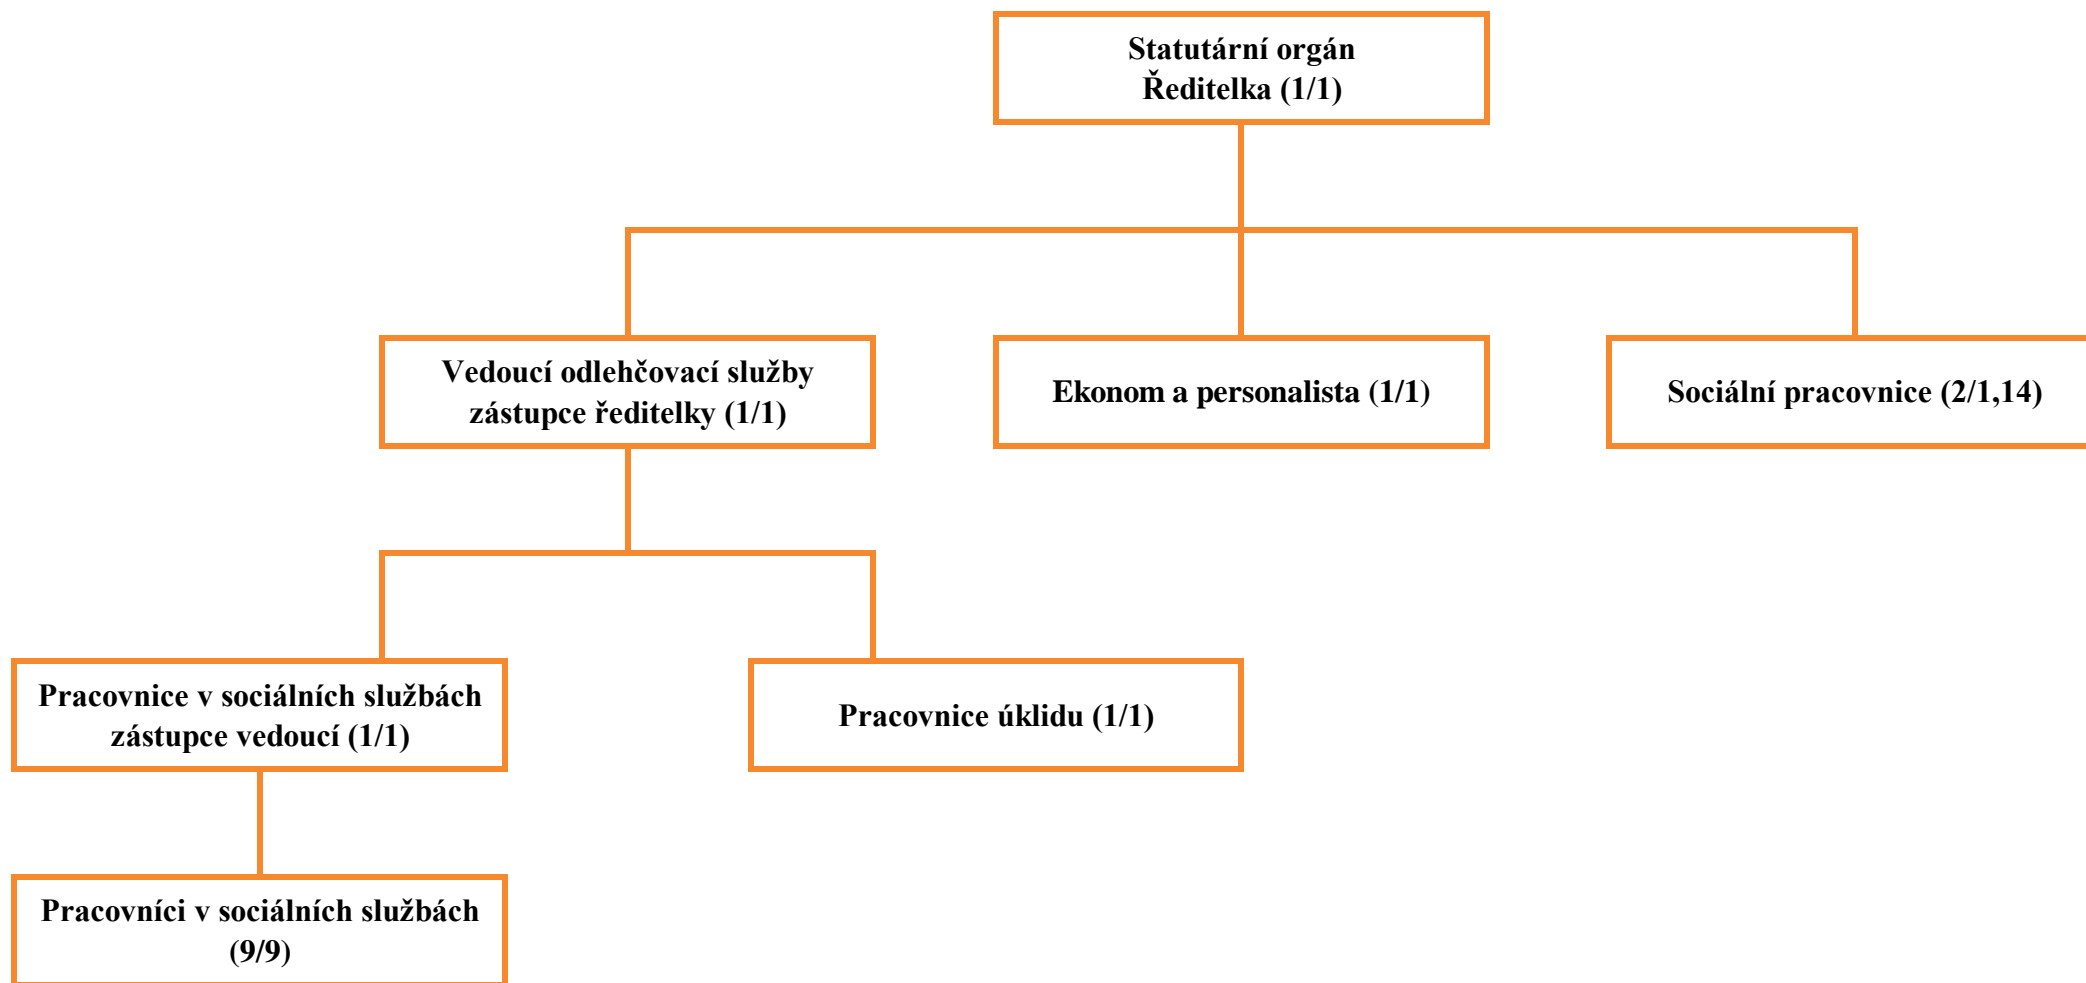 Statutární orgán
Ředitelka (1/1)
Vedoucí odlehčovací služby
zástupce ředitelky (1/1)
Ekonom a personalista (1/1)
Sociální pracovnice (2/1,14)
Pracovnice v sociálních službách
zástupce vedoucí (1/1)
Pracovnice úklidu (1/1)
Pracovníci v sociálních službách
(9/9)